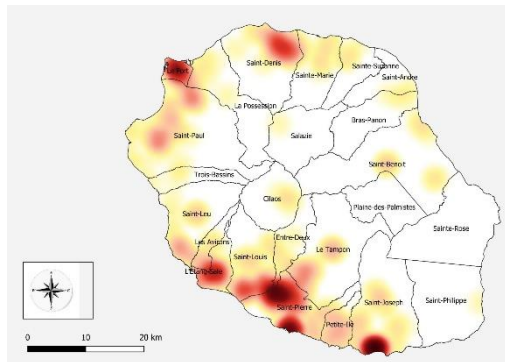 Saint-Denis
Sainte-Marie
Sainte-Suzanne
Le Port
Saint-André
La Possession
Bras-Panon
Saint-Paul
Salazie
Saint-Benoit
Trois-Bassins
Cilaos
Plaine-des-Palmistes
Saint-Leu
Sainte-Rose
Les Avirons
Entre-Deux
Le Tampon
Saint-Louis
L'Etang-Salé
Saint-Joseph
Saint-Philippe
Saint-Pierre
Petite-Ile
0 10 20 km